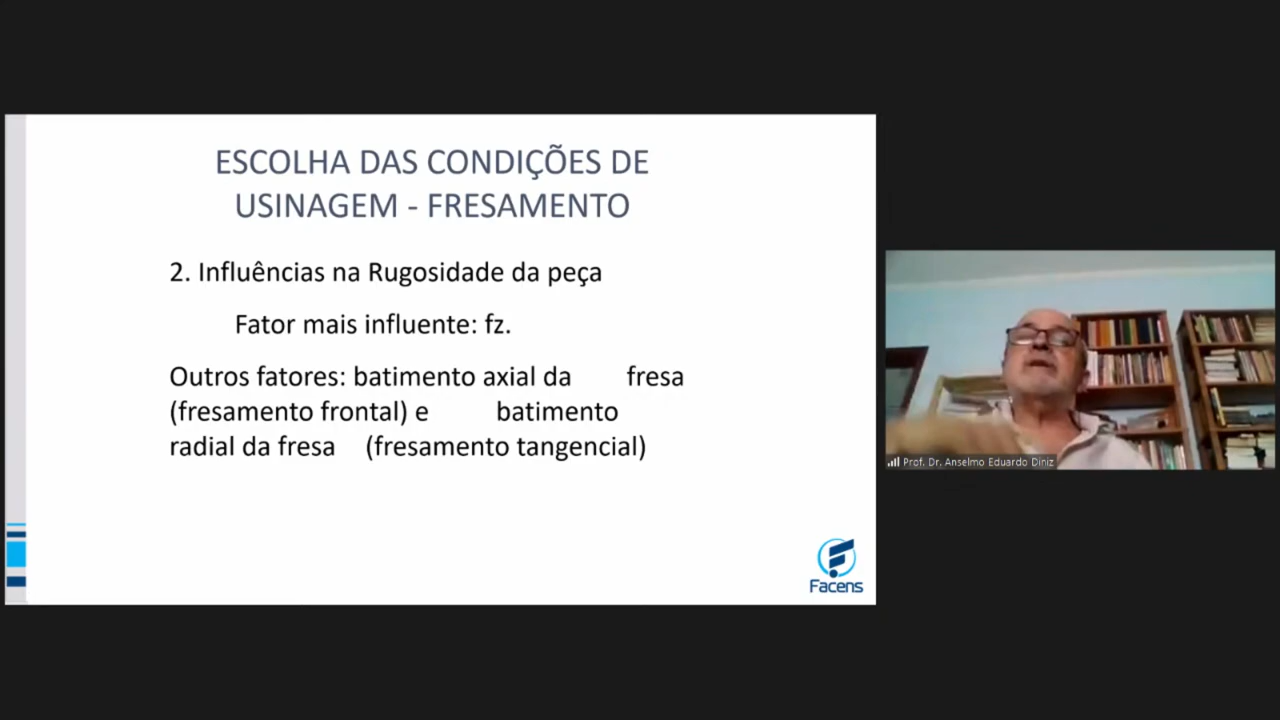 ESCOLHA DAS CONDIÇÕES DE
USINAGEM - FRESAMENTO
2. Influências na Rugosidade da peça
Fator mais influente: fz.
Outros fatores: batimento axial da fresa
(fresamento frontal) e batimento
radial da fresa (fresamento tangencial)
Facens
Prof. Dr. Anselmo Eduardo Diniz